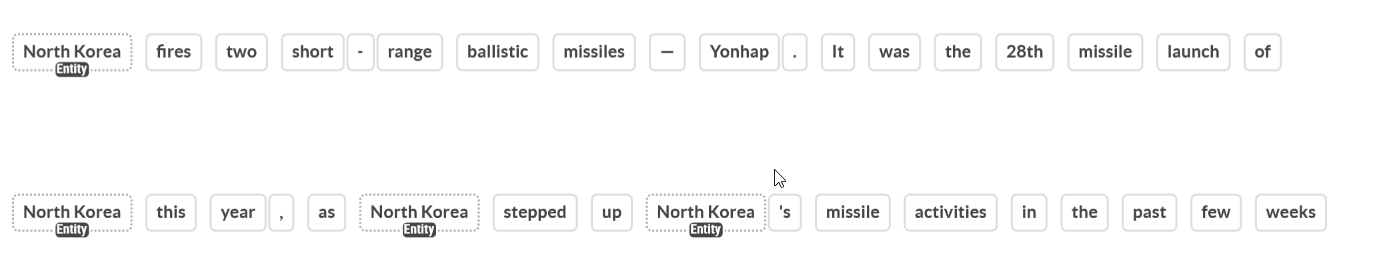 North Korea fires two short - range ballistic missiles — Yonhap . It was the 28th missile launch of
Entity
North Korea this year , as North Korea stepped up North Korea 's missile activities in the past few weeks
Entity Entity Entity